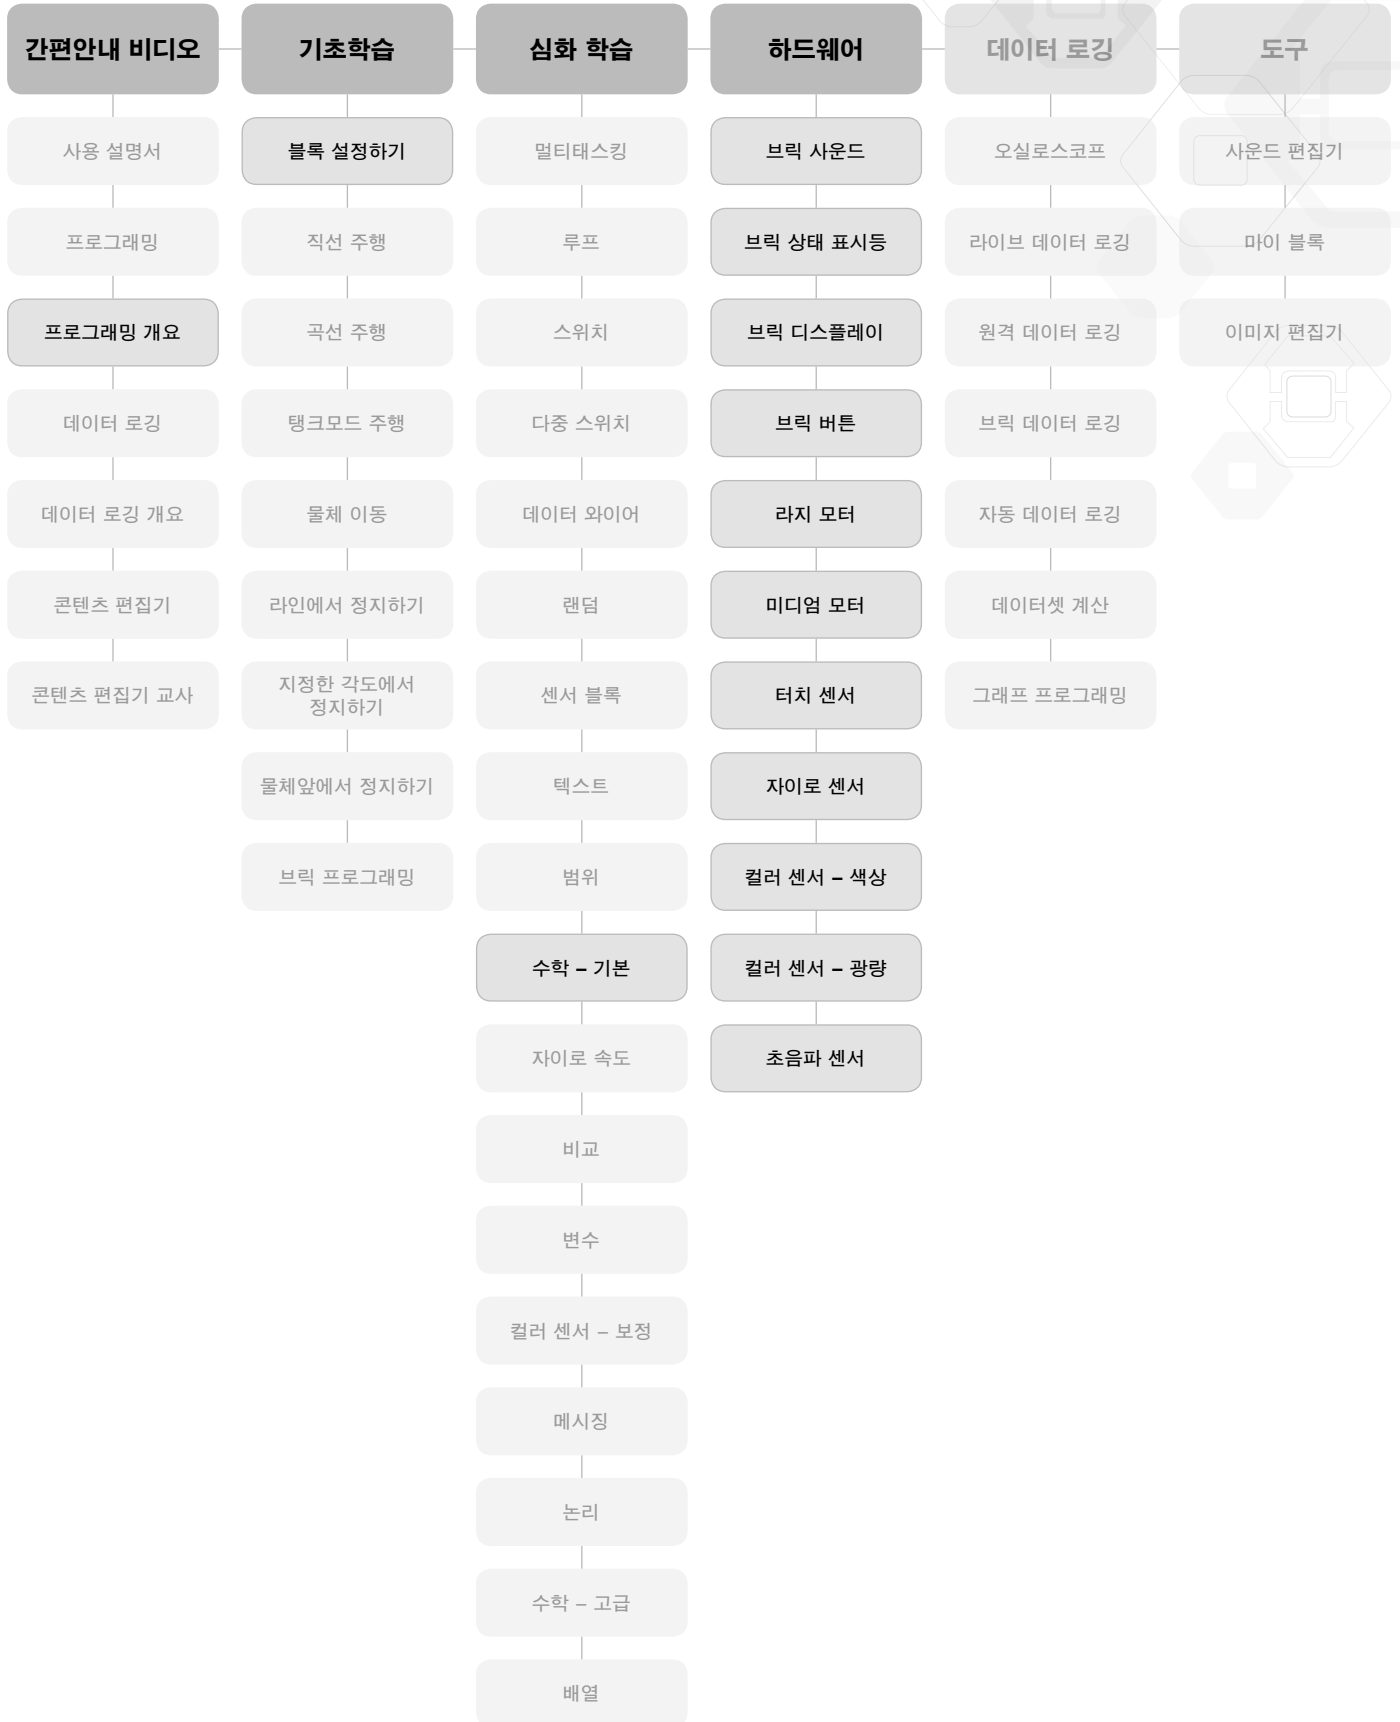 간편안내 비디오
사용 설명서
프로그래밍
프로그래밍 개요
데이터 로깅
데이터 로깅 개요
콘텐츠 편집기
콘텐츠 편집기 교사
기초학습
블록 설정하기
직선 주행
곡선 주행
탱크모드 주행
물체 이동
라인에서 정지하기
지정한 각도에서
정지하기
물체앞에서 정지하기
브릭 프로그래밍
심화 학습
멀티태스킹
루프
스위치
다중 스위치
데이터 와이어
랜덤
센서 블록
텍스트
범위
수학 – 기본
자이로 속도
비교
변수
컬러 센서 – 보정
메시징
논리
수학 – 고급
배열
하드웨어
브릭 사운드
브릭 상태 표시등
브릭 디스플레이
브릭 버튼
라지 모터
미디엄 모터
터치 센서
자이로 센서
컬러 센서 – 색상
컬러 센서 – 광량
초음파 센서
데이터 로깅
오실로스코프
라이브 데이터 로깅
원격 데이터 로깅
브릭 데이터 로깅
자동 데이터 로깅
데이터셋 계산
그래프 프로그래밍
도구
사운드 편집기
마이 블록
이미지 편집기